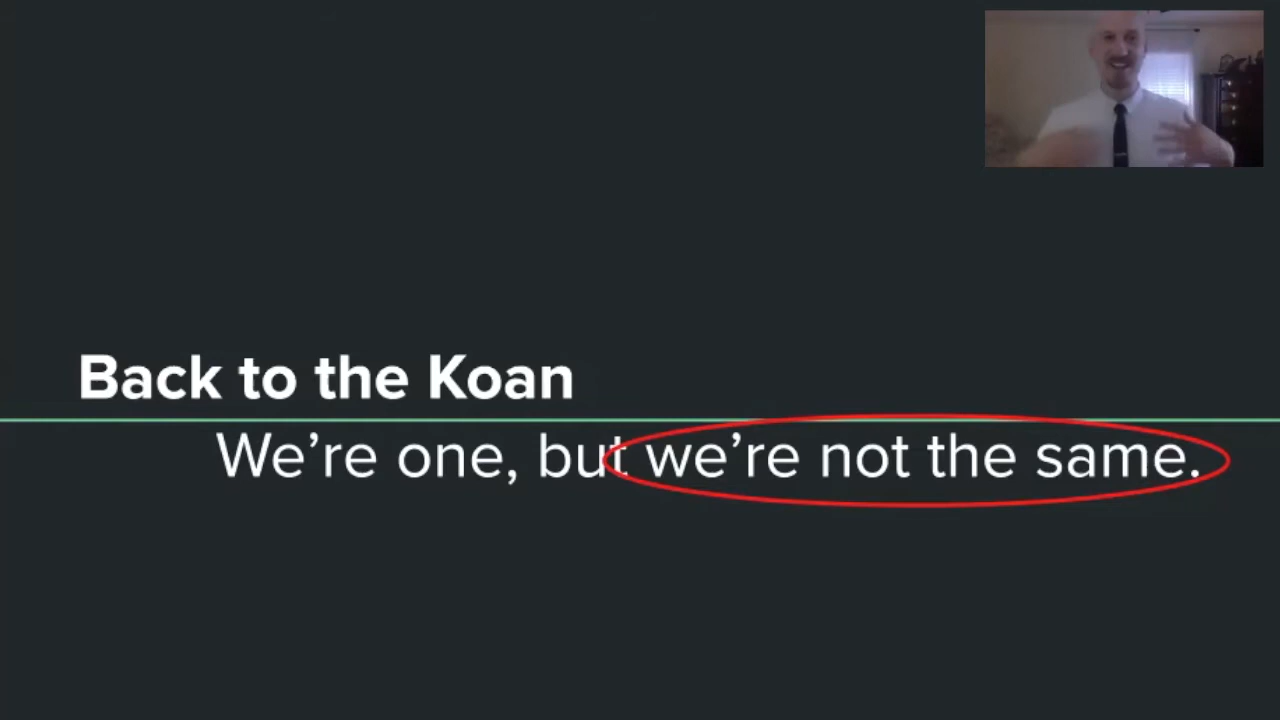 Back to the Koan
We’re one, but we’re not the same.